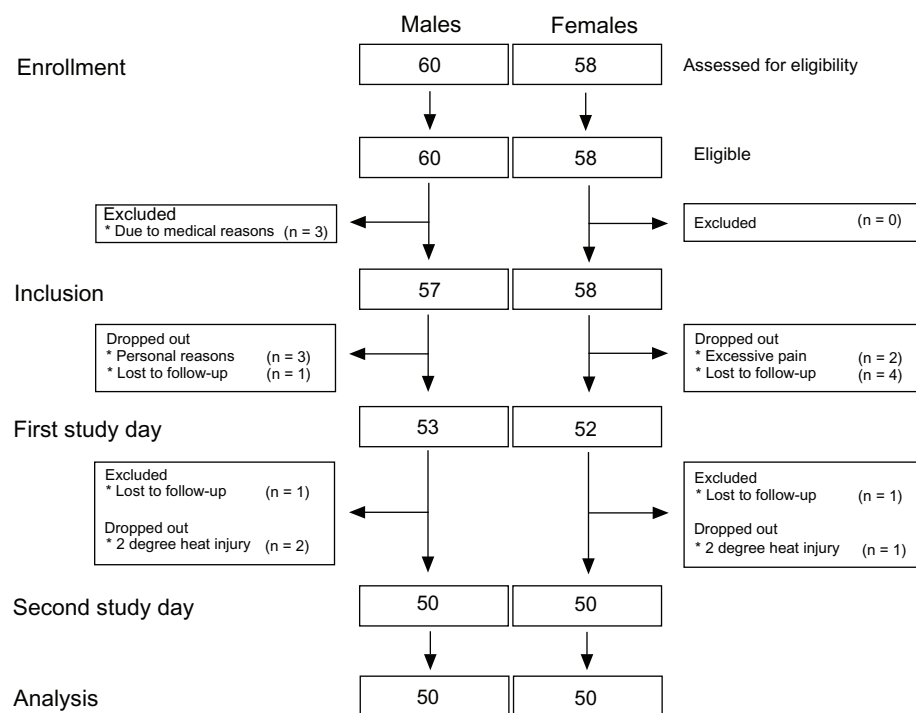 Males Females
Enrollment 60 58 Assessed for eligibility
60 58 Eligible
Excluded
* Due to medical reasons (n = 3)
Excluded (n = 0)
Inclusion 57 58
Dropped out
* Personal reasons (n = 3)
* Lost to follow-up (n = 1)
Dropped out
* Excessive pain (n = 2)
* Lost to follow-up (n = 4)
First study day 53 52
Excluded
* Lost to follow-up (n = 1)
Dropped out
* 2 degree heat injury (n = 2)
Excluded
* Lost to follow-up (n = 1)
Dropped out
* 2 degree heat injury (n = 1)
Second study day 50 50
Analysis 50 50